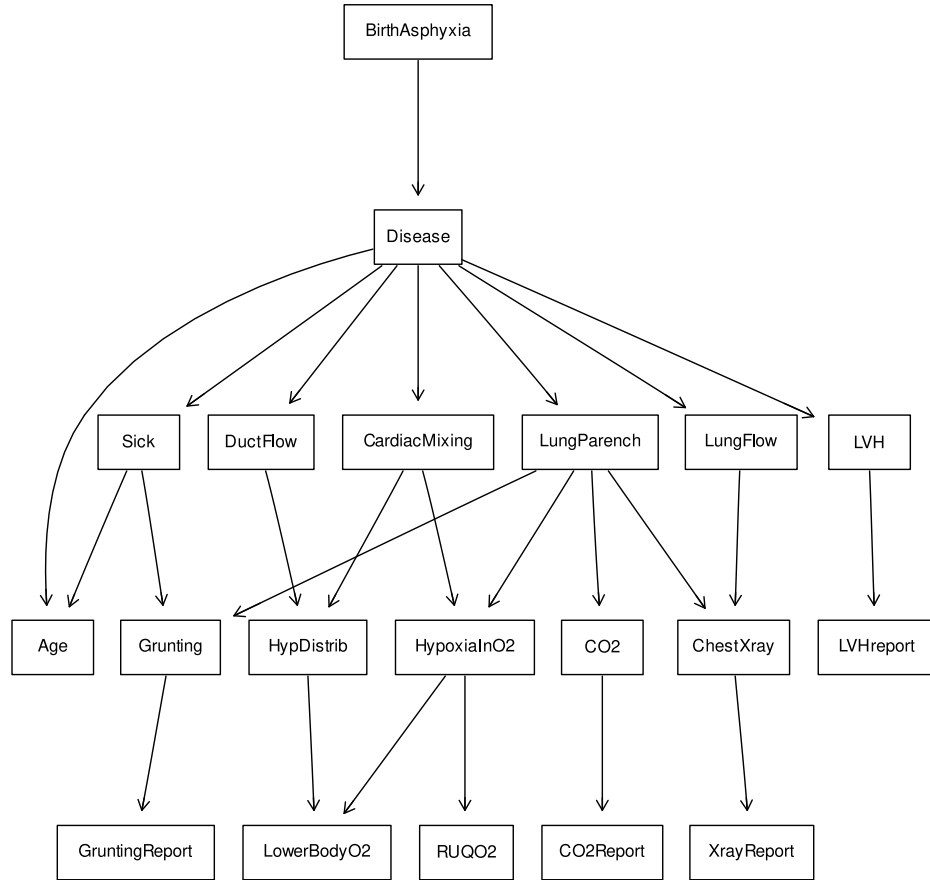 BirthAsphyxia
Disease
Sick
DuctFlow
CardiacMixing
LungParench
LungFlow
LVH
Age
Grunting
HypDistrib
HypoxiaInO2
CO2
ChestXray
LVHreport
GruntingReport
LowerBodyO2
RUQO2
CO2Report
XrayReport